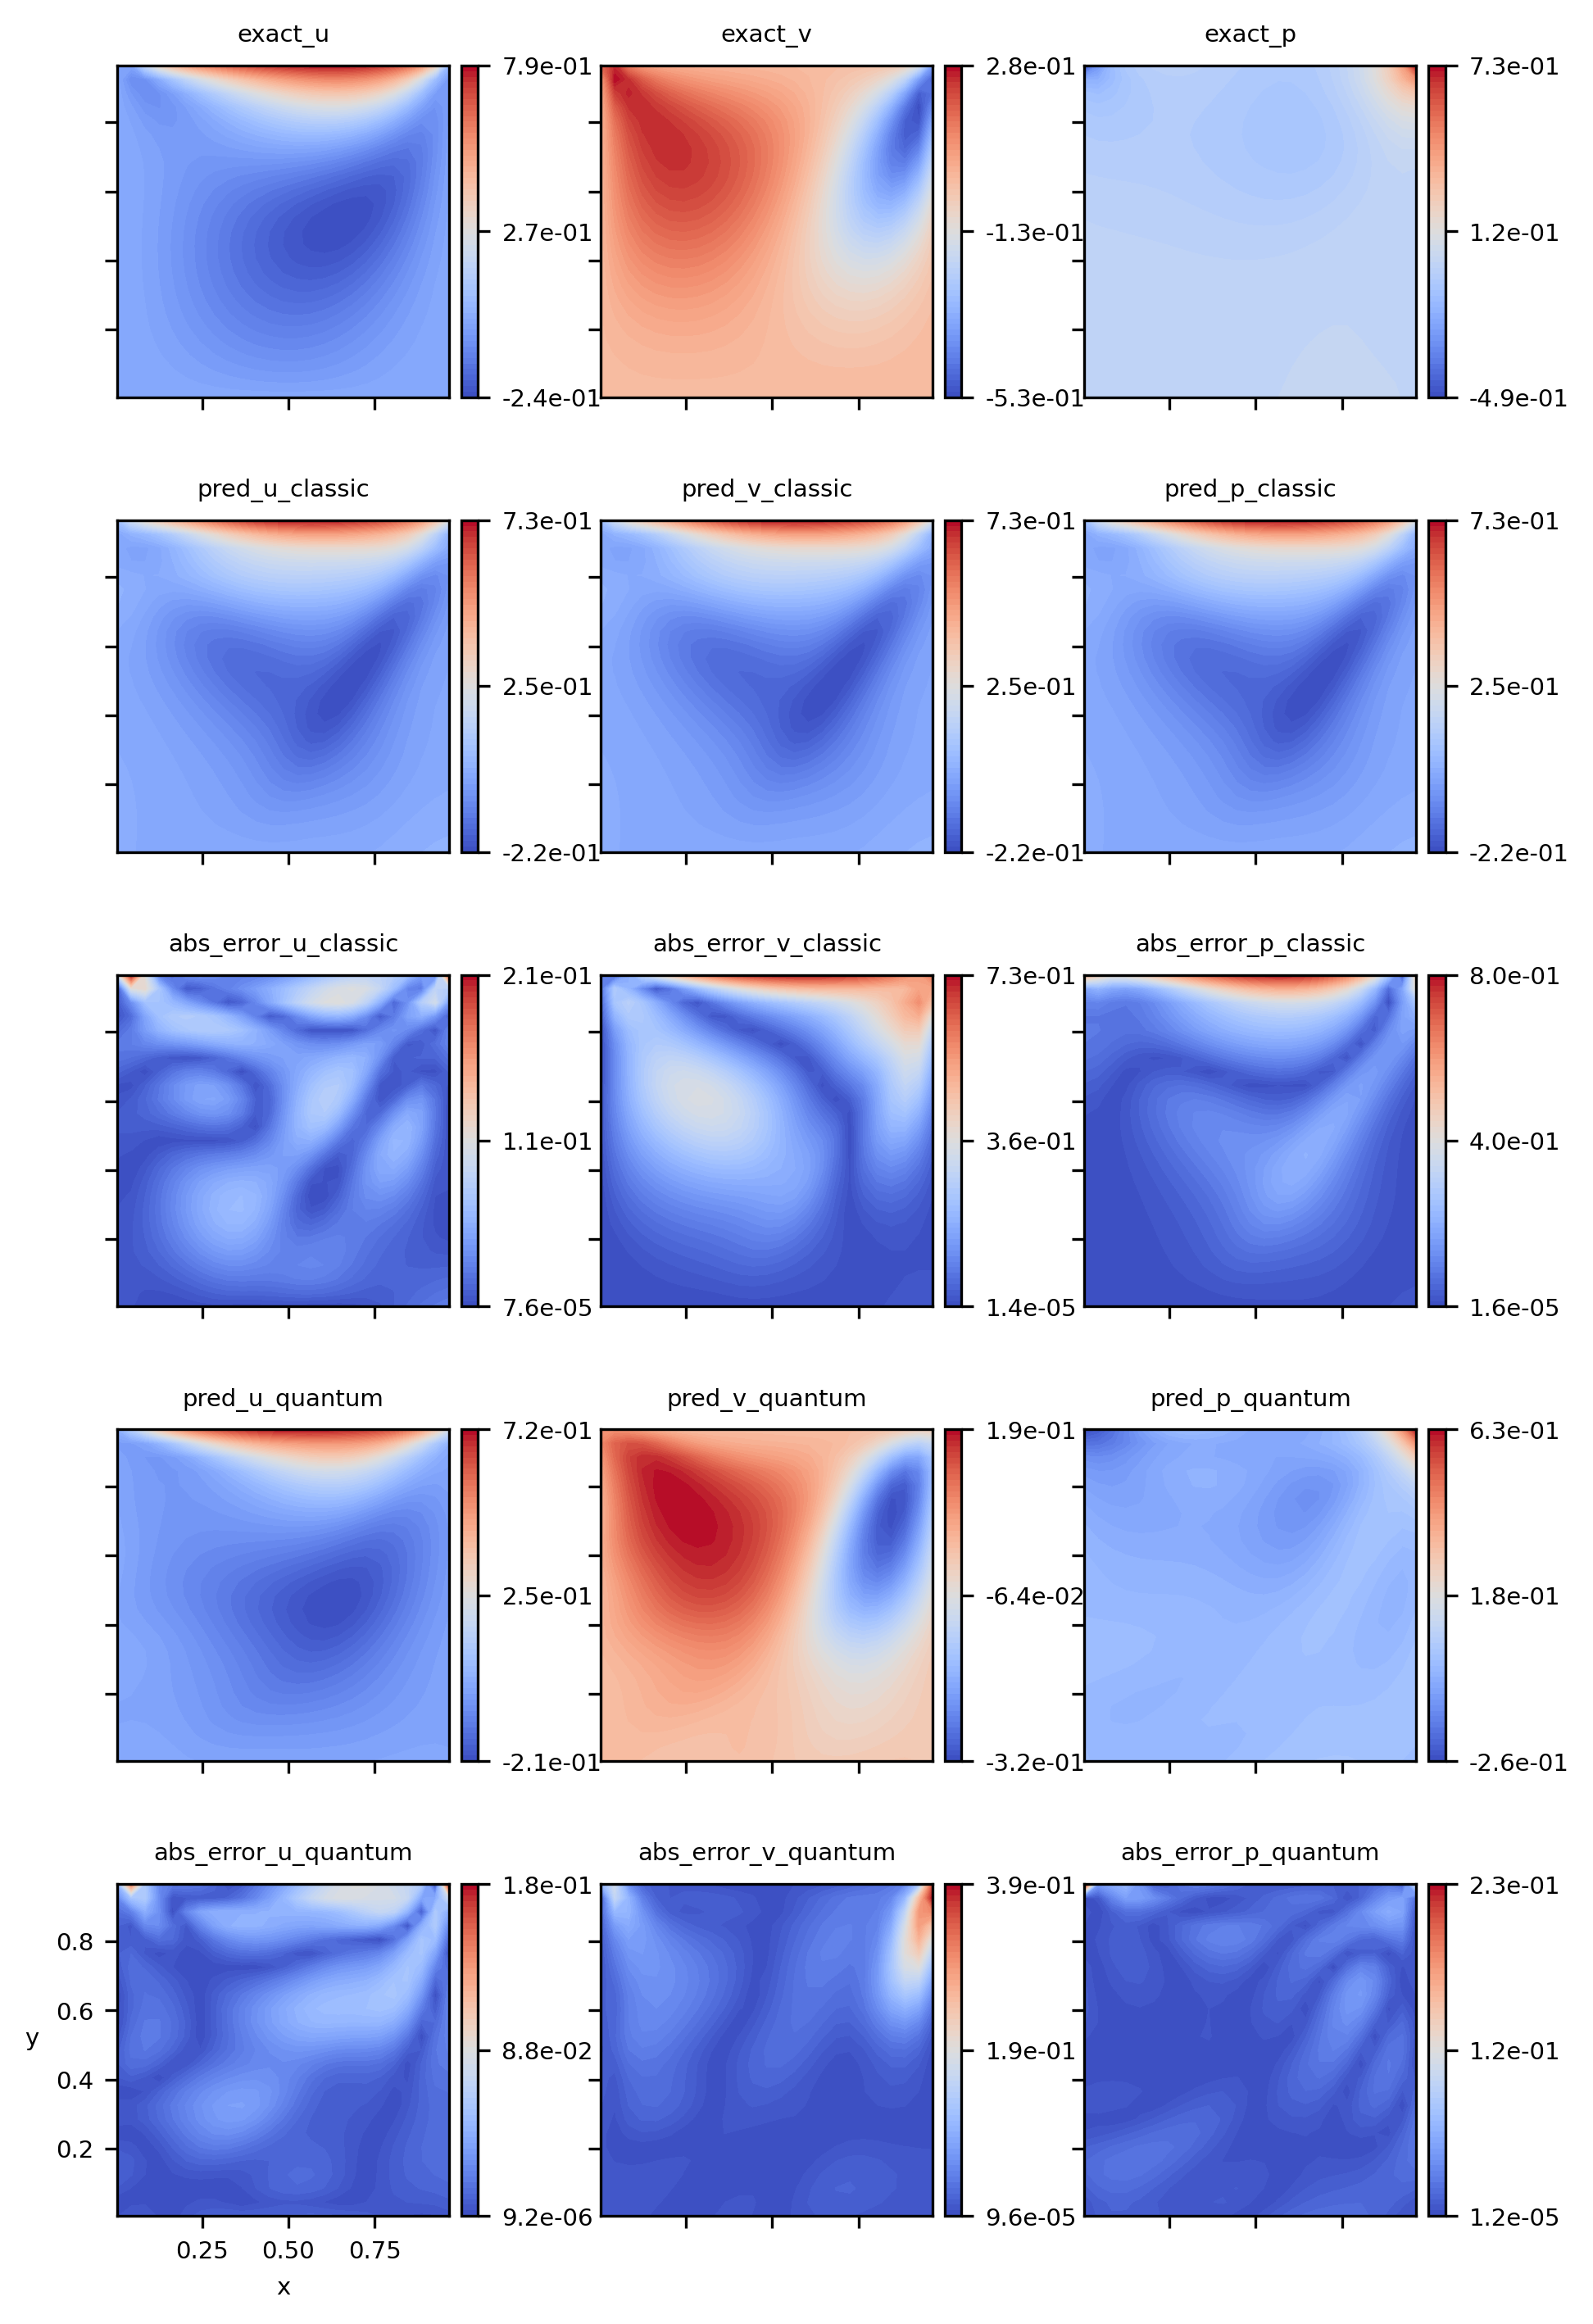 exact_u exact_v exact_p
7.9e-01 2.8e-01 7.3e-01
2.7e-01 -1.3e-01 1.2e-01
-2.4e-01 -5.3e-01 -4.9e-01
pred_u_classic pred_v_classic pred_p_classic
7.3e-01 7.3e-01 7.3e-01
2.5e-01 2.5e-01 2.5e-01
-2.2e-01 -2.2e-01 -2.2e-01
abs_error_u_classic abs_error_v_classic abs_error_p_classic
2.1e-01 7.3e-01 8.0e-01
1.1e-01 3.6e-01 4.0e-01
7.6e-05 1.4e-05 1.6e-05
pred_u_quantum pred_v_quantum pred_p_quantum
7.2e-01 1.9e-01 6.3e-01
2.5e-01 -6.4e-02 1.8e-01
-2.1e-01 -3.2e-01 -2.6e-01
abs_error_u_quantum abs_error_v_quantum abs_error_p_quantum
1.8e-01 3.9e-01 2.3e-01
0.8
0.6
y 8.8e-02 1.9e-01 1.2e-01
0.4
0.2
9.2e-06 9.6e-05 1.2e-05
0.25 0.50 0.75
x